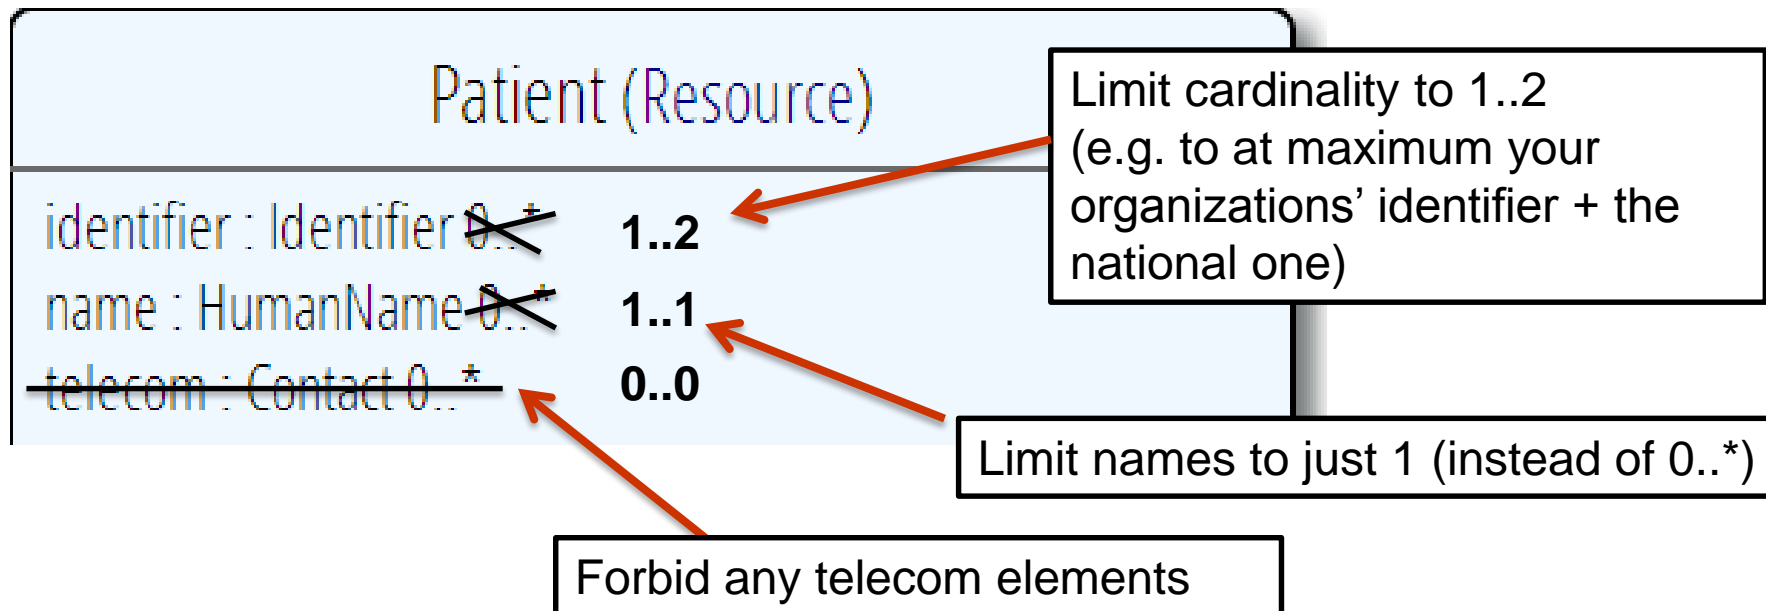 Patient (Resource)
identifier : Identifier 0..* 1..2
name : HumanName 0..* 1..1
telecom : Contact 0..* 0..0
Limit cardinality to 1..2
(e.g. to at maximum your
organizations’ identifier + the
national one)
Limit names to just 1 (instead of 0..*)
Forbid any telecom elements